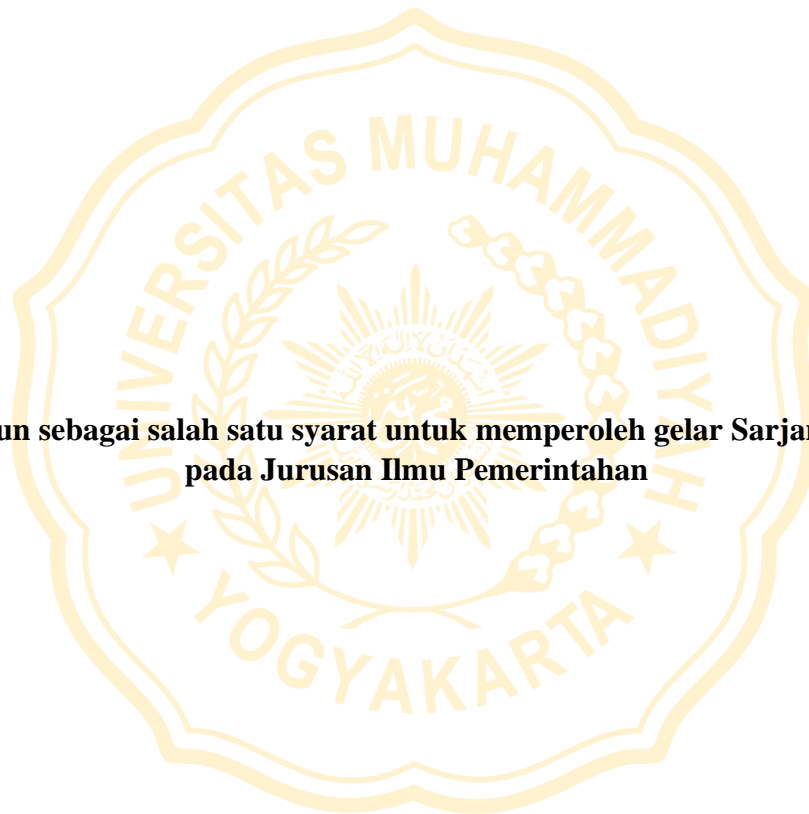 UNIVERSITAS MUHAMMADIYAH
un sebagai salah satu syarat untuk memperoleh gelar Sarjan
pada Jurusan Ilmu Pemerintahan
YOGYAKARTA